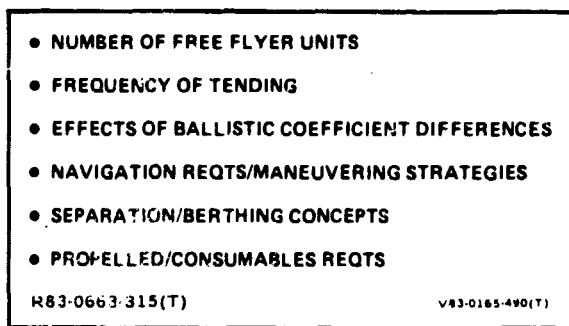 • NUMBER OF FREE FLYER UNITS
• FREQUENCY OF TENDING
• EFFECTS OF BALLISTIC COEFFICIENT DIFFERENCES
• NAVIGATION REQTS/MANEUVERING STRATEGIES
• SEPARATION/BERTHING CONCEPTS
• PROPELLED/CONSUMABLES REQTS
R83-0663-315(T) V83-0165-490(T)